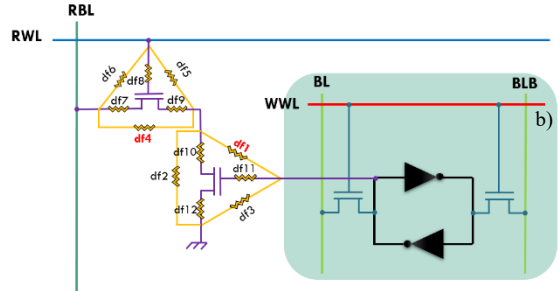 RBL
RWL
df6
df5
df8
df7
df9
df4
df10
df1
df2
df11
df12
df3
BL
BLB
WWL
b)